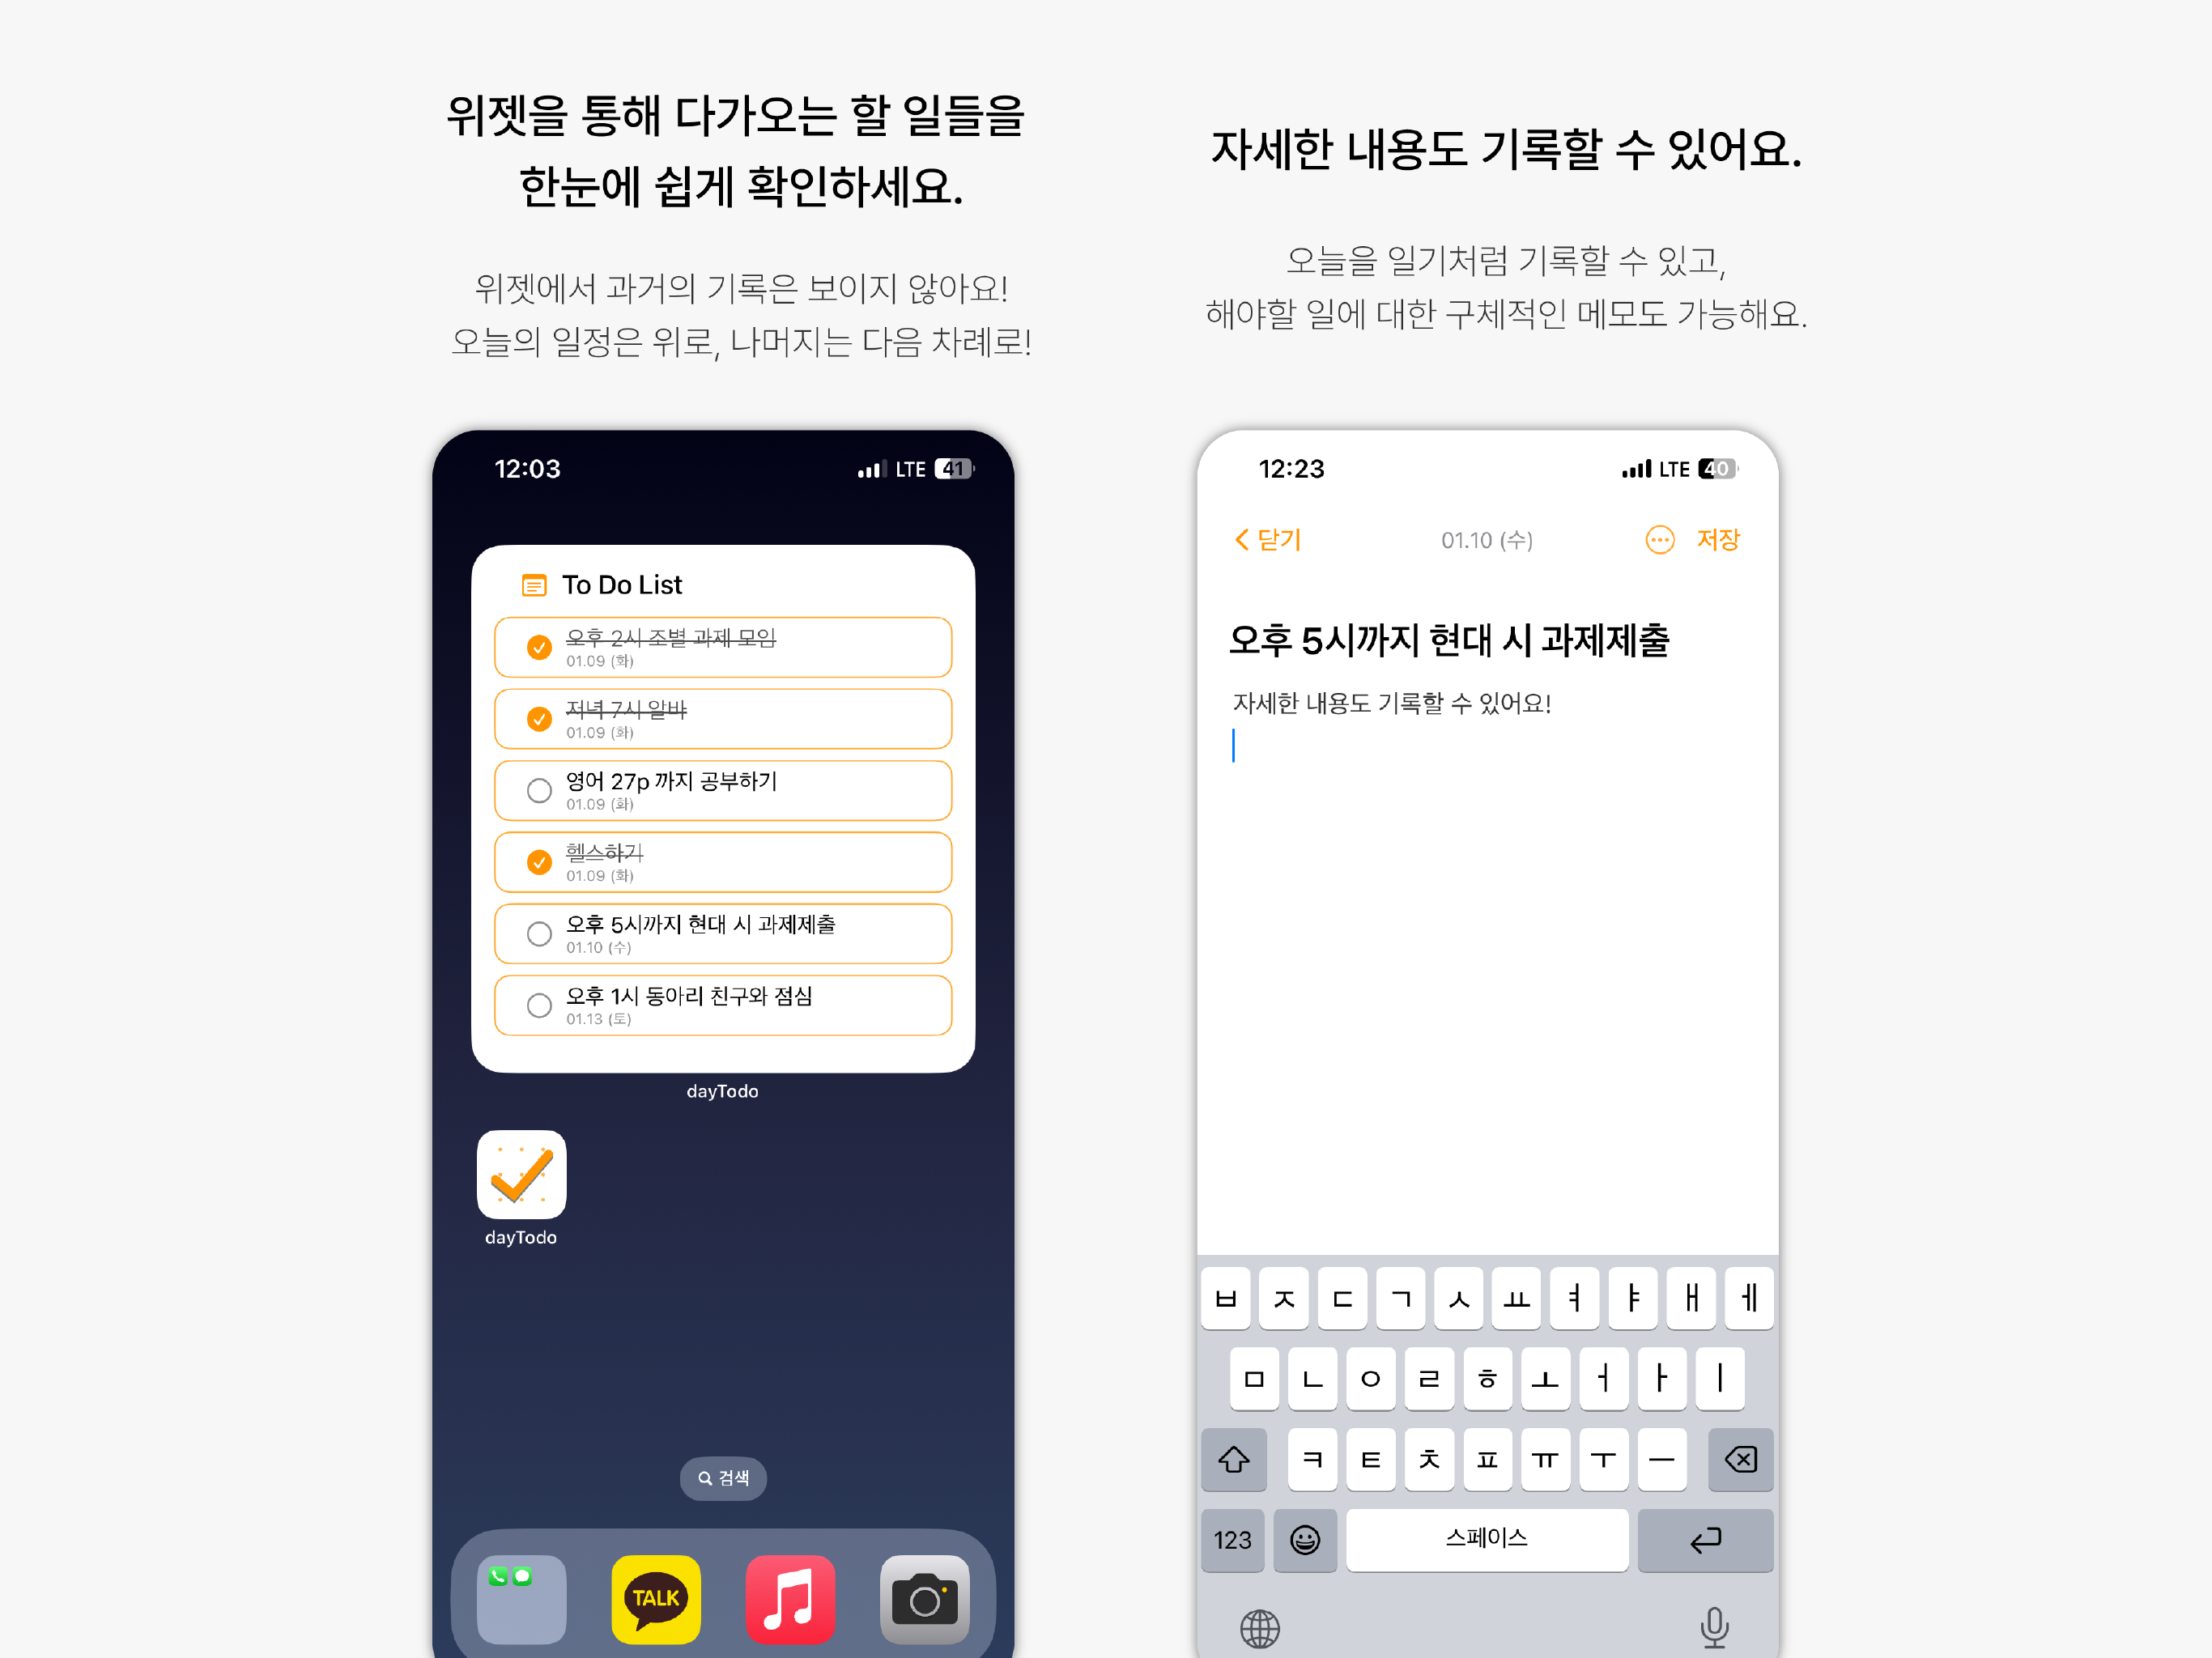 위젯을 통해 다가오는 할 일들을
한눈에 쉽게 확인하세요.
위젯에서 과거의 기록은 보이지 않아요!
오늘의 일정은 위로, 나머지는 다음 차례로!
12:03
LTE 41
To Do List
오후 2시 조별 과제 모임
01.09 (화)
저녁 7시 알바
01.09 (화)
영어 27p 까지 공부하기
01.09 (화)
헬스하기
01.09 (화)
오후 5시까지 현대 시 과제제출
01.10 (수)
오후 1시 동아리 친구와 점심
01.13 (토)
dayTodo
dayTodo
검색
TALK
자세한 내용도 기록할 수 있어요.
오늘을 일기처럼 기록할 수 있고,
해야할 일에 대한 구체적인 메모도 가능해요.
12:23
LTE 40
닫기 01.10 (수) 저장
오후 5시까지 현대 시 과제제출
자세한 내용도 기록할 수 있어요!
ㅂ ㅈ ㄷ ㄱ ㅅ ㅛ ㅕ ㅑ ㅐ ㅔ
ㅁ ㄴ ㅇ ㄹ ㅎ ㅗ ㅓ ㅏ ㅣ
ㅋ ㅌ ㅊ ㅍ ㅠ ㅜ ㅡ
123 스페이스